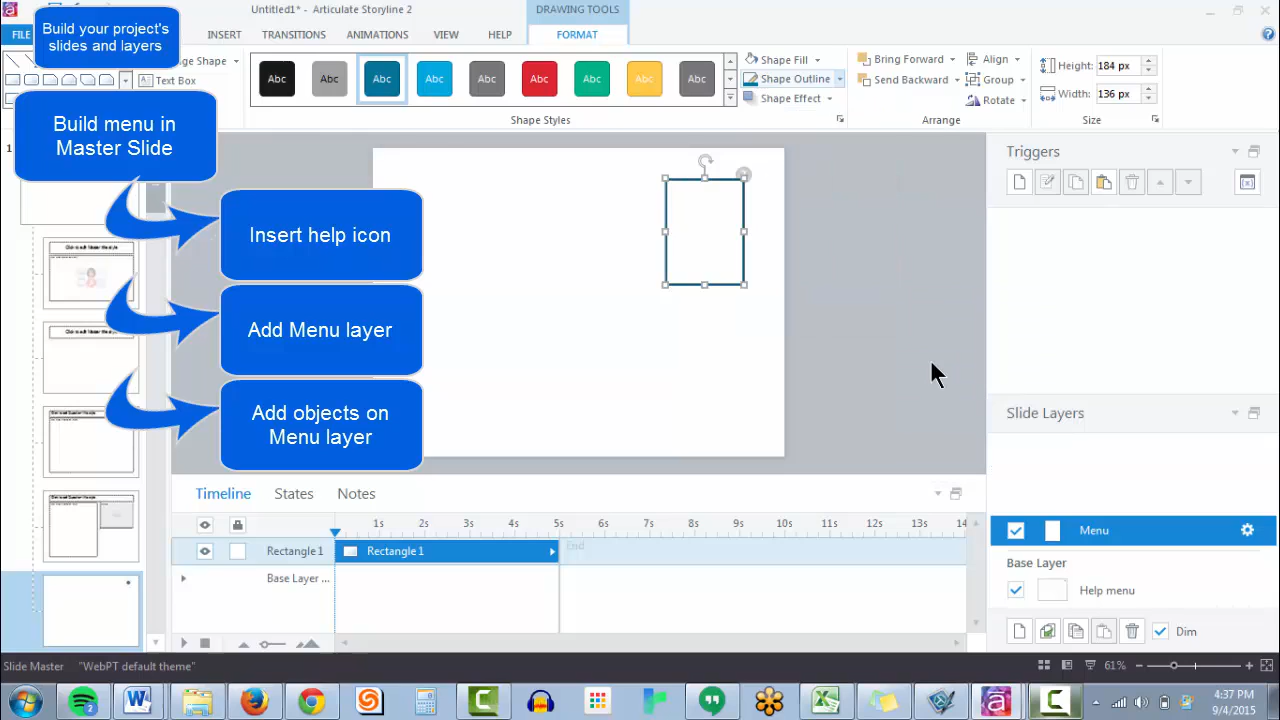 Untitled1* - Articulate Storyline 2
DRAWING TOOLS
FILE
INSERT
TRANSITIONS
ANIMATIONS
VIEW
HELP
FORMAT
Build your project's
slides and layers
Shape
Text Box
Abc Abc Abc Abc Abc Abc Abc Abc Abc
Shape Fill
Shape Outline
Shape Effect
Bring Forward
Send Backward
Align
Group
Rotate
Height: 184 px
Width: 136 px
Shape Styles
Arrange
Size
Build menu in
Master Slide
1
Insert help icon
Add Menu layer
Add objects on
Menu layer
Triggers
Slide Layers
Menu
Base Layer
Help menu
Dim
Timeline
States
Notes
1s 2s 3s 4s 5s 6s 7s 8s 9s 10s 11s 12s 13s 14
Rectangle 1
Rectangle 1
End
Base Layer ...
Slide Master
"WebPT default theme"
61%
2
4:37 PM
9/4/2015